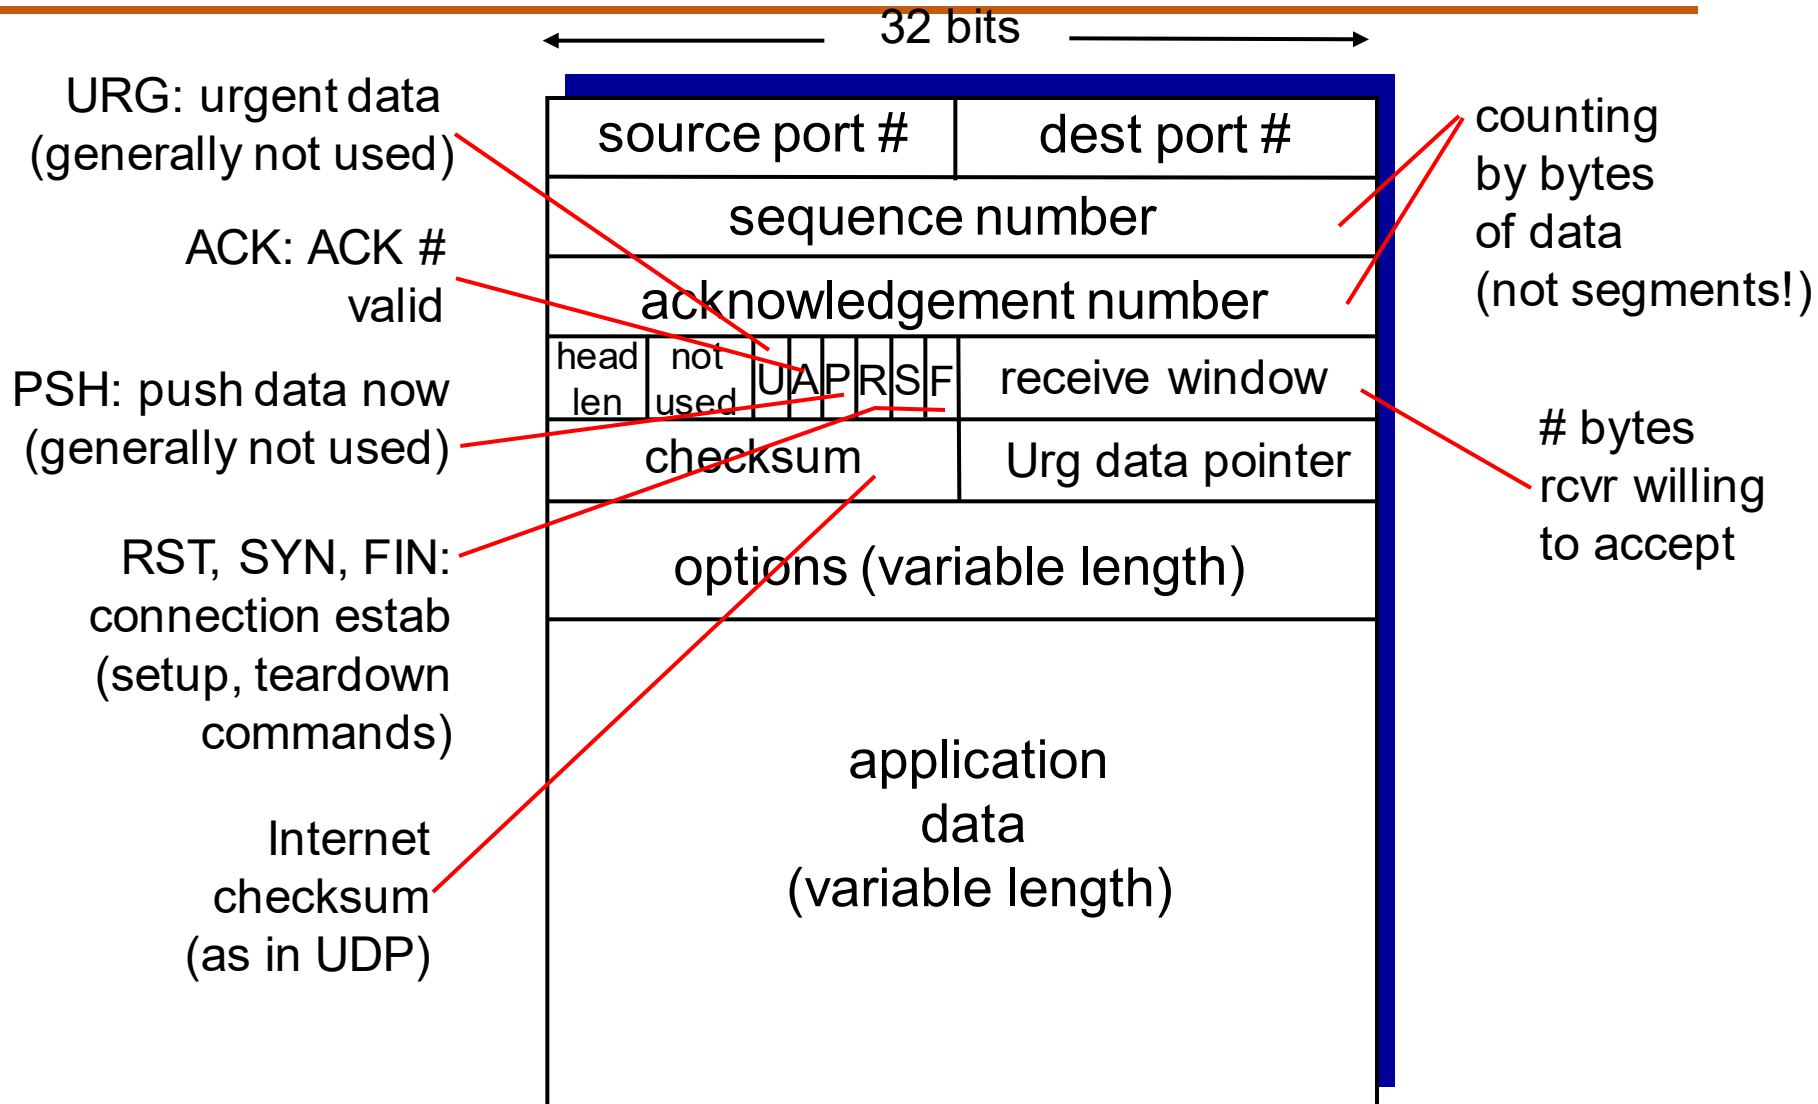 32 bits
URG: urgent data
(generally not used)
ACK: ACK #
valid
PSH: push data now
(generally not used)
RST, SYN, FIN:
connection estab
(setup, teardown
commands)
Internet
checksum
(as in UDP)
source port #
dest port #
sequence number
acknowledgement number
head
len
not
used
U
A
P
R
S
F
receive window
checksum
Urg data pointer
options (variable length)
application
data
(variable length)
counting
by bytes
of data
(not segments!)
# bytes
rcvr willing
to accept